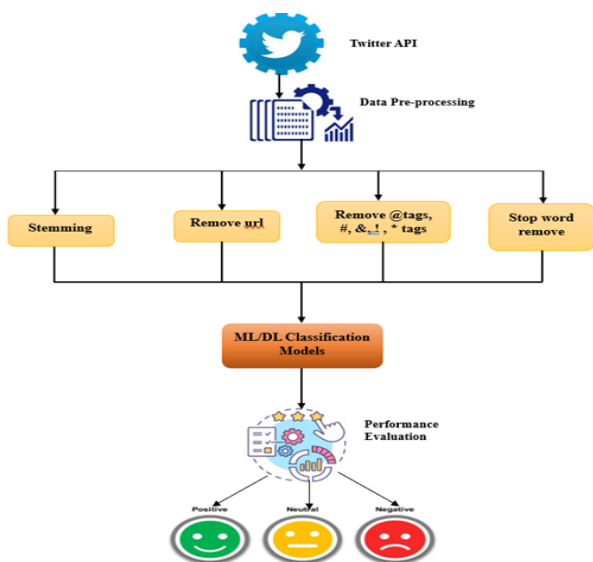 Twitter API
Data Pre-processing
Stemming
Remove url
Remove @tags,
#, &, ! , * tags
Stop word
remove
ML/DL Classification
Models
Performance
Evaluation
Positive
Neutral
Negative